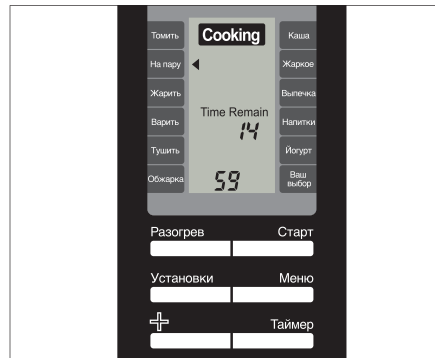 Томить Cooking Каша
На пару Жаркое
Жарить Выпечка
Time Remain
Варить 14 Напитки
Тушить Йогурт
Обжарка 59 Ваш
выбор
Разогрев Старт
Установки Меню
Таймер